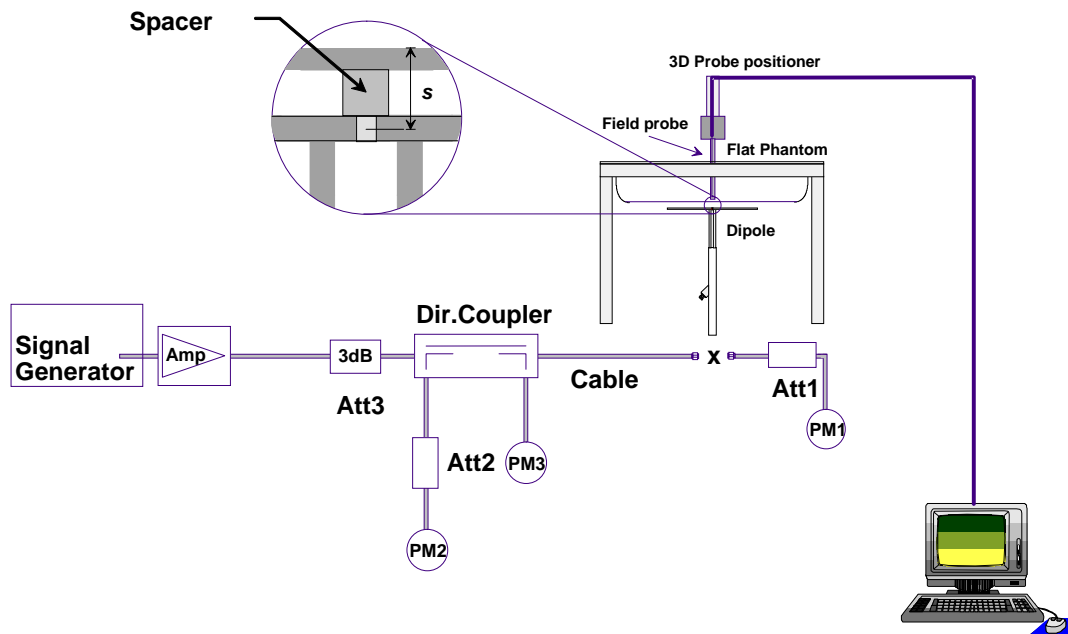 Spacer
s
3D Probe positioner
Field probe
Flat Phantom
Dipole
Dir.Coupler
Signal
Generator
Amp
3dB
Att3
Cable
x
Att1
PM1
Att2
PM3
PM2